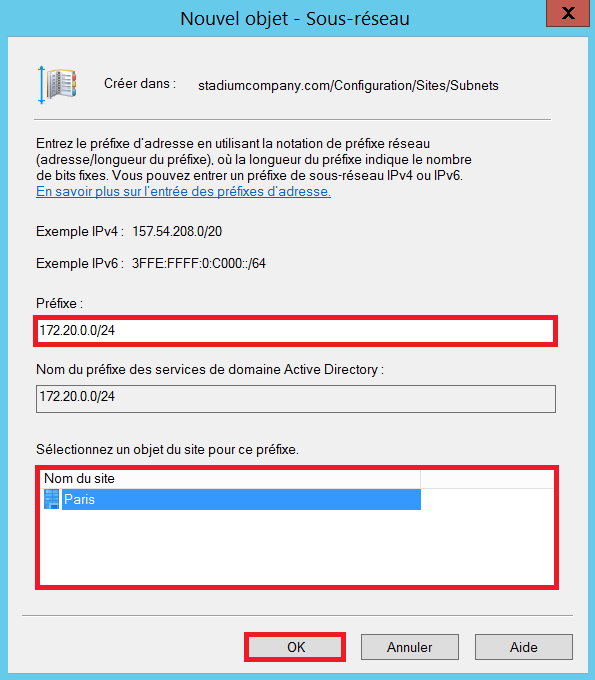 Nouvel objet - Sous-réseau
X
Créer dans : stadiumcompany.com/Configuration/Sites/Subnets
Entrez le préfixe d'adresse en utilisant la notation de préfixe réseau
(adresse/longueur du préfixe), où la longueur du préfixe indique le nombre
de bits fixes. Vous pouvez entrer un préfixe de sous-réseau IPv4 ou IPv6.
En savoir plus sur l'entrée des préfixes d'adresse.
Exemple IPv4 : 157.54.208.0/20
Exemple IPv6 : 3FFE:FFFF:0:C000::/64
Préfixe :
172.20.0.0/24
Nom du préfixe des services de domaine Active Directory :
172.20.0.0/24
Sélectionnez un objet du site pour ce préfixe.
Nom du site
Paris
OK Annuler Aide